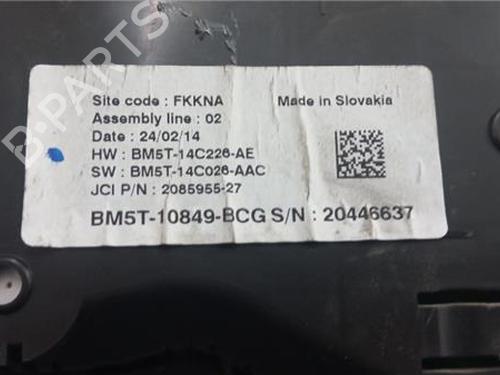 Site code : FKKNA
Made in Slovakia
Assembly line : 02
Date : 24/02/14
HW : BM5T-14C226-AE
SW : BM5T-14C026-AAC
JCI P/N : 2085955-27
BM5T-10849-BCG S/N : 20446637
B-PARTS